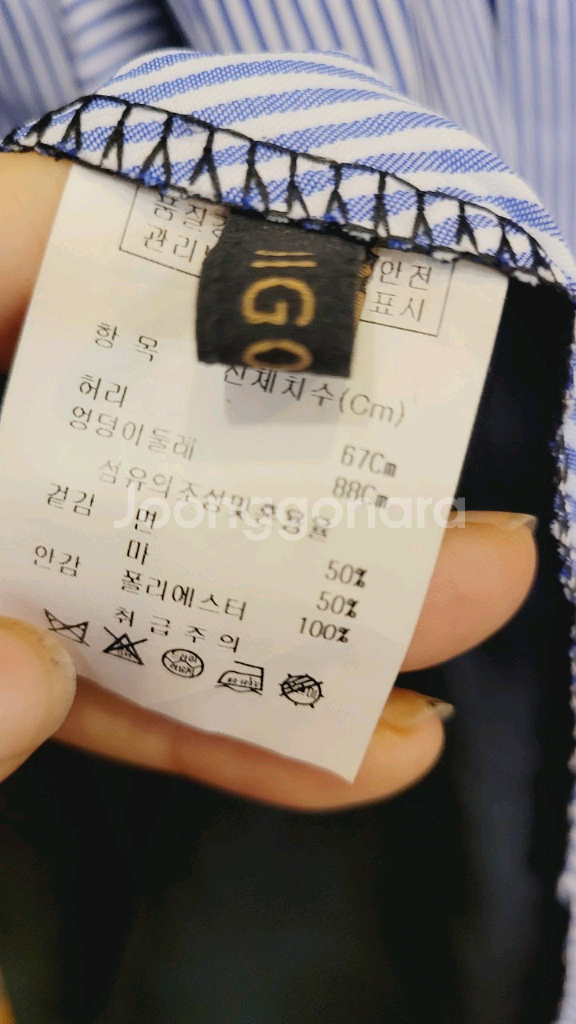 품질
관리
안전
표시
GO
항 목
신체치수(Cm)
허리 67Cm
엉덩이둘레 88Cm
섬유의조성및혼용율
겉감 면 50%
마 50%
안감 폴리에스터 100%
취급주의
Joonggonara